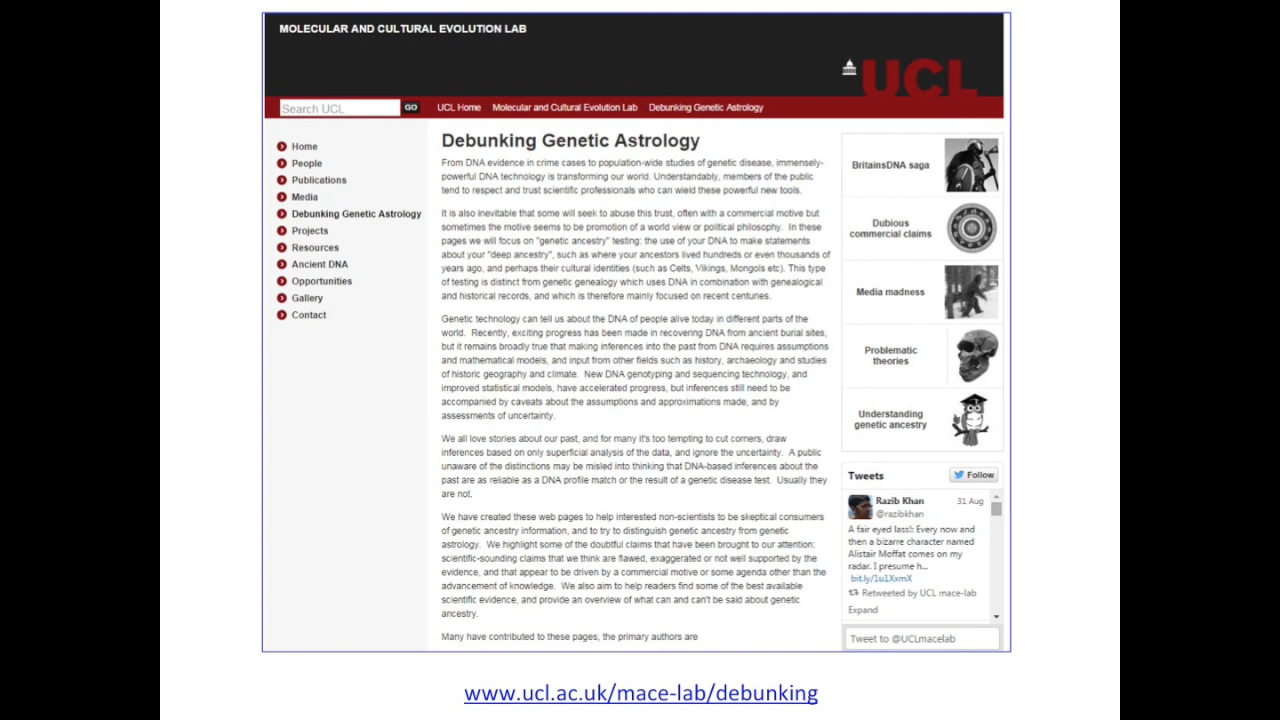 MOLECULAR AND CULTURAL EVOLUTION LAB
UCL
Search UCL
GO
UCL Home
Molecular and Cultural Evolution Lab
Debunking Genetic Astrology
Home
People
Publications
Media
Debunking Genetic Astrology
Projects
Resources
Ancient DNA
Opportunities
Gallery
Contact
Debunking Genetic Astrology
From DNA evidence in crime cases to population-wide studies of genetic disease, immensely-
powerful DNA technology is transforming our world. Understandably, members of the public
tend to respect and trust scientific professionals who can wield these powerful new tools.
It is also inevitable that some will seek to abuse this trust, often with a commercial motive but
sometimes the motive seems to be promotion of a world view or political philosophy. In these
pages we will focus on "genetic ancestry" testing: the use of your DNA to make statements
about your "deep ancestry", such as where your ancestors lived hundreds or even thousands of
years ago, and perhaps their cultural identities (such as Celts, Vikings, Mongols etc). This type
of testing is distinct from genetic genealogy which uses DNA in combination with genealogical
and historical records, and which is therefore mainly focused on recent centuries.
Genetic technology can tell us about the DNA of people alive today in different parts of the
world. Recently, exciting progress has been made in recovering DNA from ancient burial sites,
but it remains broadly true that making inferences into the past from DNA requires assumptions
and mathematical models, and input from other fields such as history, archaeology and studies
of historic geography and climate. New DNA genotyping and sequencing technology, and
improved statistical models, have accelerated progress, but inferences still need to be
accompanied by caveats about the assumptions and approximations made, and by
assessments of uncertainty.
We all love stories about our past, and for many it's too tempting to cut corners, draw
inferences based on only superficial analysis of the data, and ignore the uncertainty. A public
unaware of the distinctions may be misled into thinking that DNA-based inferences about the
past are as reliable as a DNA profile match or the result of a genetic disease test. Usually they
are not.
We have created these web pages to help interested non-scientists to be skeptical consumers
of genetic ancestry information, and to try to distinguish genetic ancestry from genetic
astrology. We highlight some of the doubtful claims that have been brought to our attention:
scientific-sounding claims that we think are flawed, exaggerated or not well supported by the
evidence, and that appear to be driven by a commercial motive or some agenda other than the
advancement of knowledge. We also aim to help readers find some of the best available
scientific evidence, and provide an overview of what can and can't be said about genetic
ancestry.
Many have contributed to these pages, the primary authors are
BritainsDNA saga
Dubious
commercial claims
Media madness
Problematic
theories
Understanding
genetic ancestry
Tweets
Follow
Razib Khan
31 Aug
@razibkhan
A fair eyed lass!: Every now and
then a bizarre character named
Alistair Moffat comes on my
radar. I presume h...
bit.ly/1u1XxmX
Retweeted by UCL mace-lab
Expand
Tweet to @UCLmacelab
www.ucl.ac.uk/mace-lab/debunking